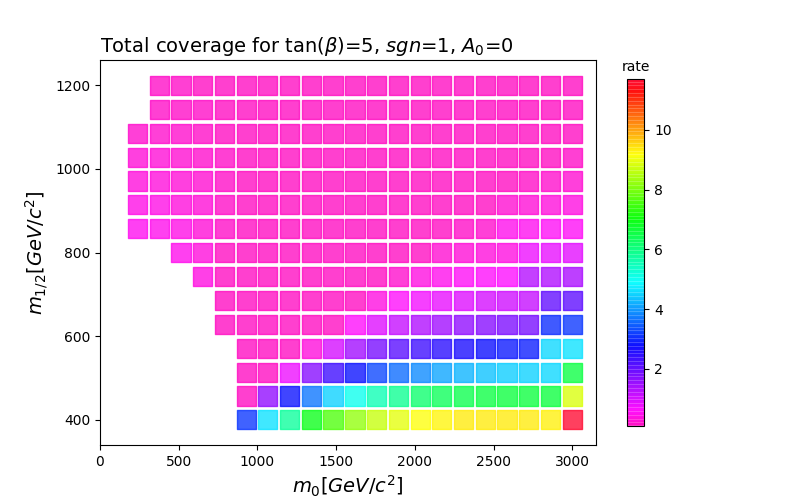 Total coverage for tan(β)=5, sgn=1, A₀=0
rate
1200
1000
800
600
400
10
8
6
4
2
m₁/₂[GeV/c²]
0 500 1000 1500 2000 2500 3000
m₀[GeV/c²]